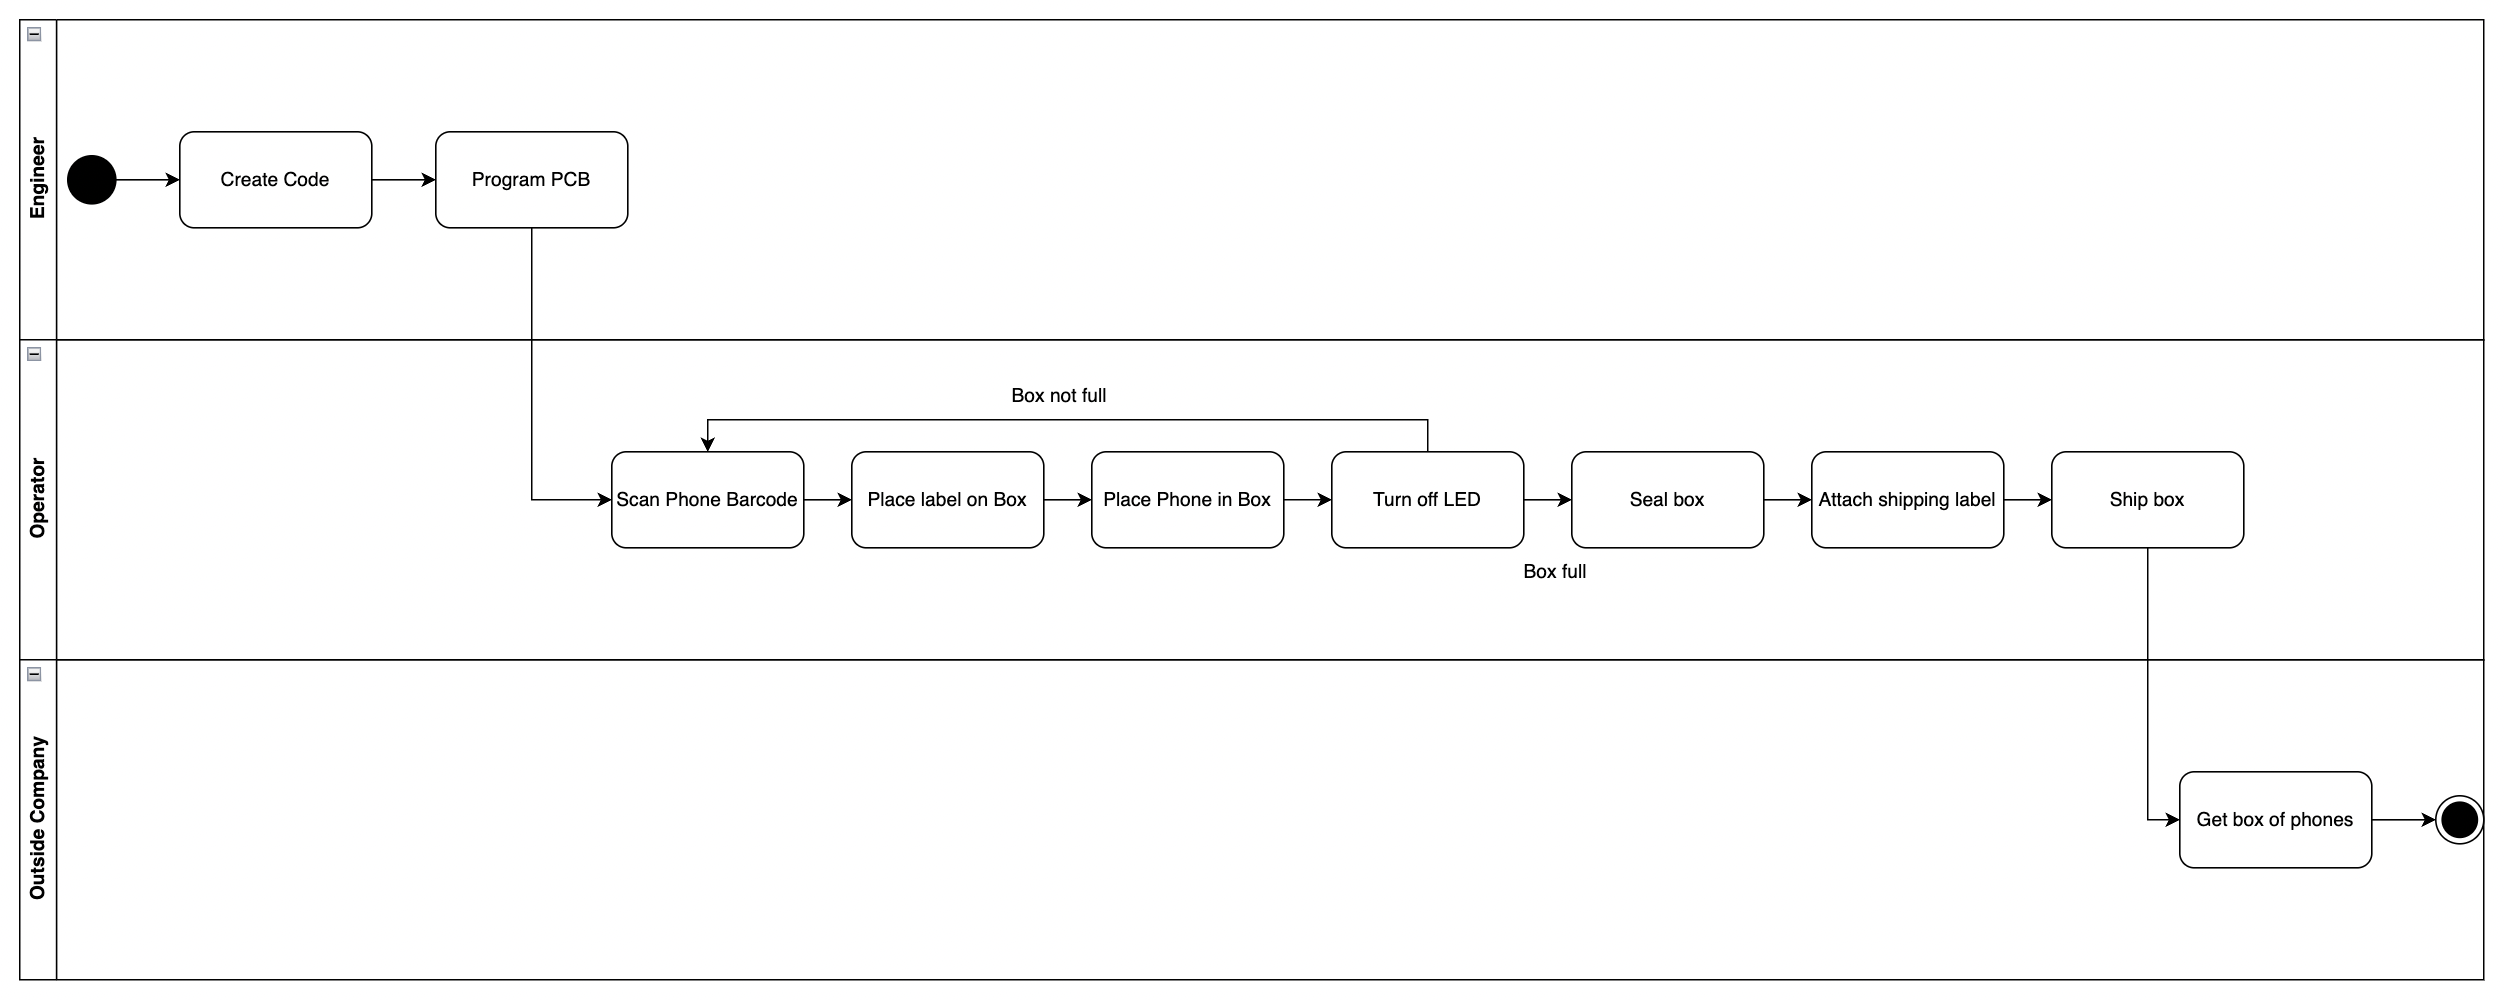 Engineer
Create Code
Program PCB
Operator
Box not full
Scan Phone Barcode
Place label on Box
Place Phone in Box
Turn off LED
Seal box
Attach shipping label
Ship box
Box full
Outside Company
Get box of phones